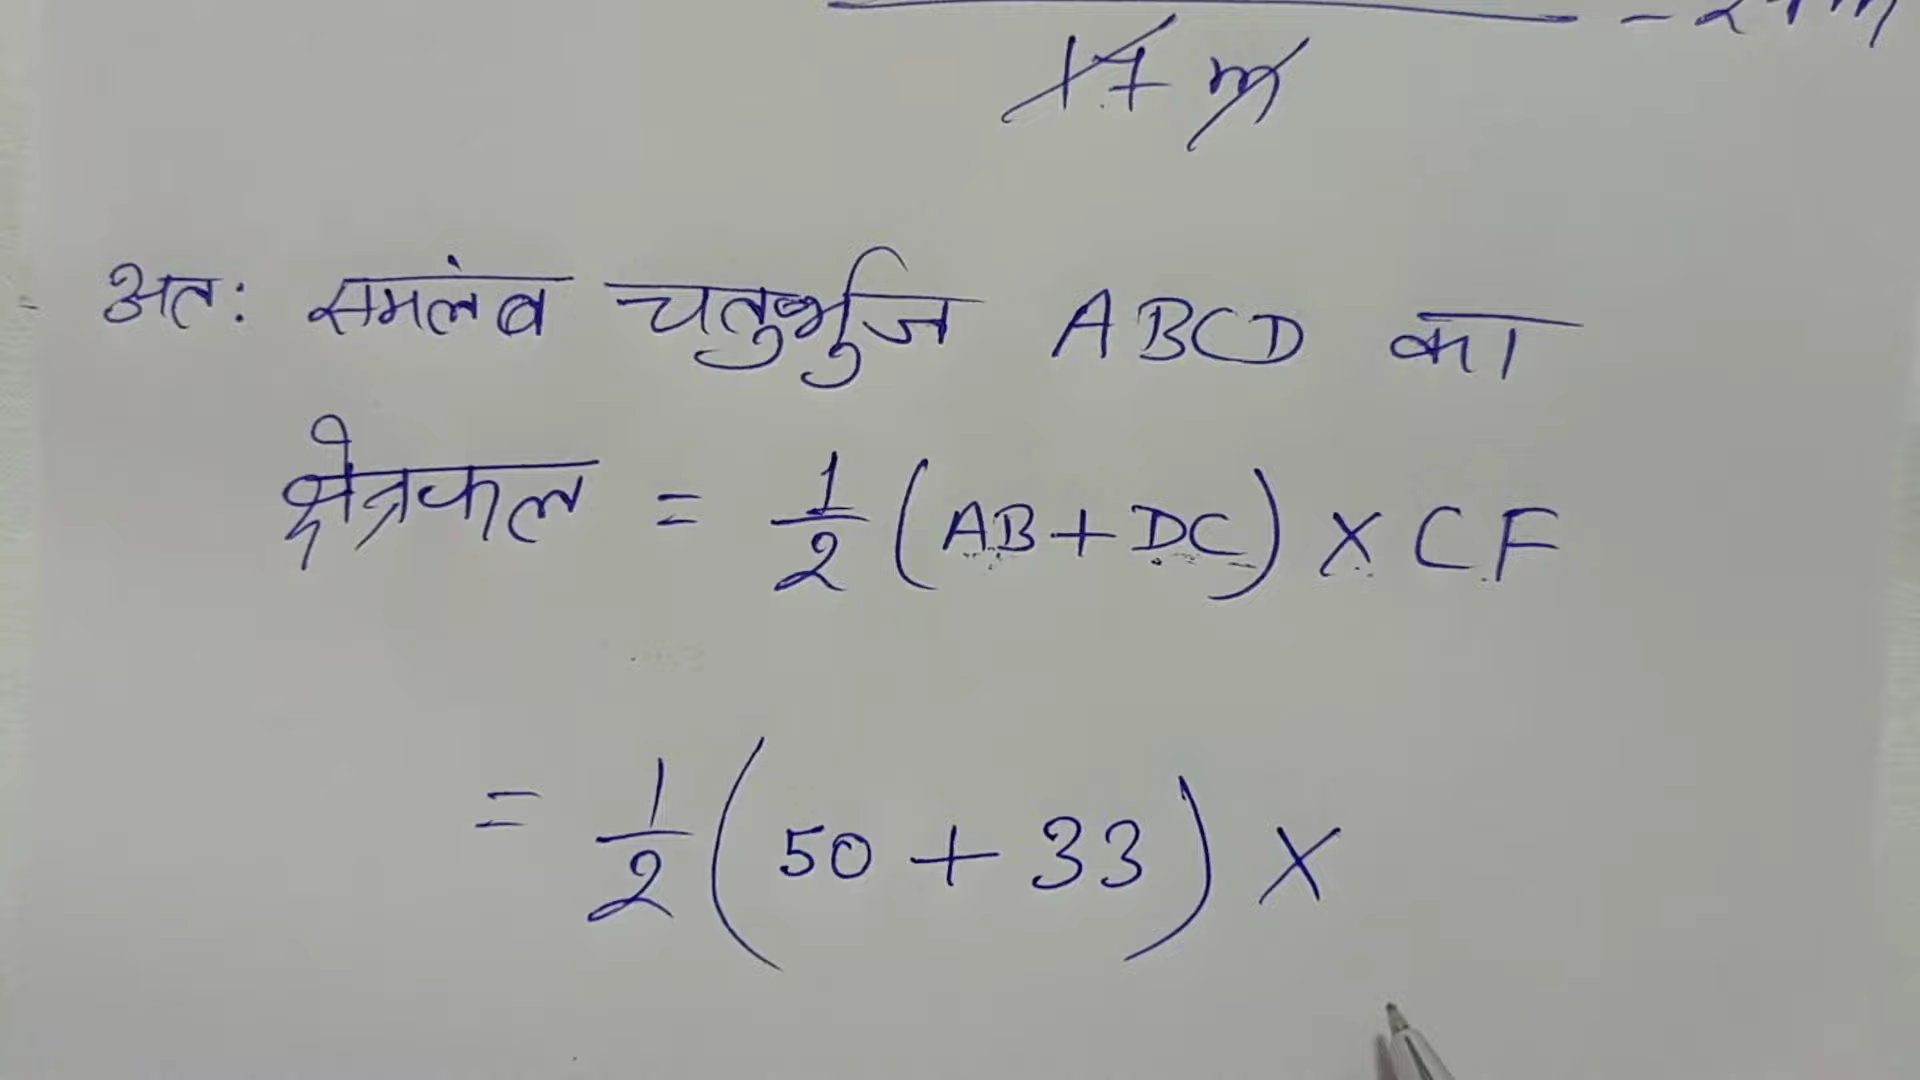 17 m
अतः समलंब चतुर्भुज ABCD का
क्षेत्रफल = 1/2 (AB+DC) × CF
= 1/2 (50 + 33) ×